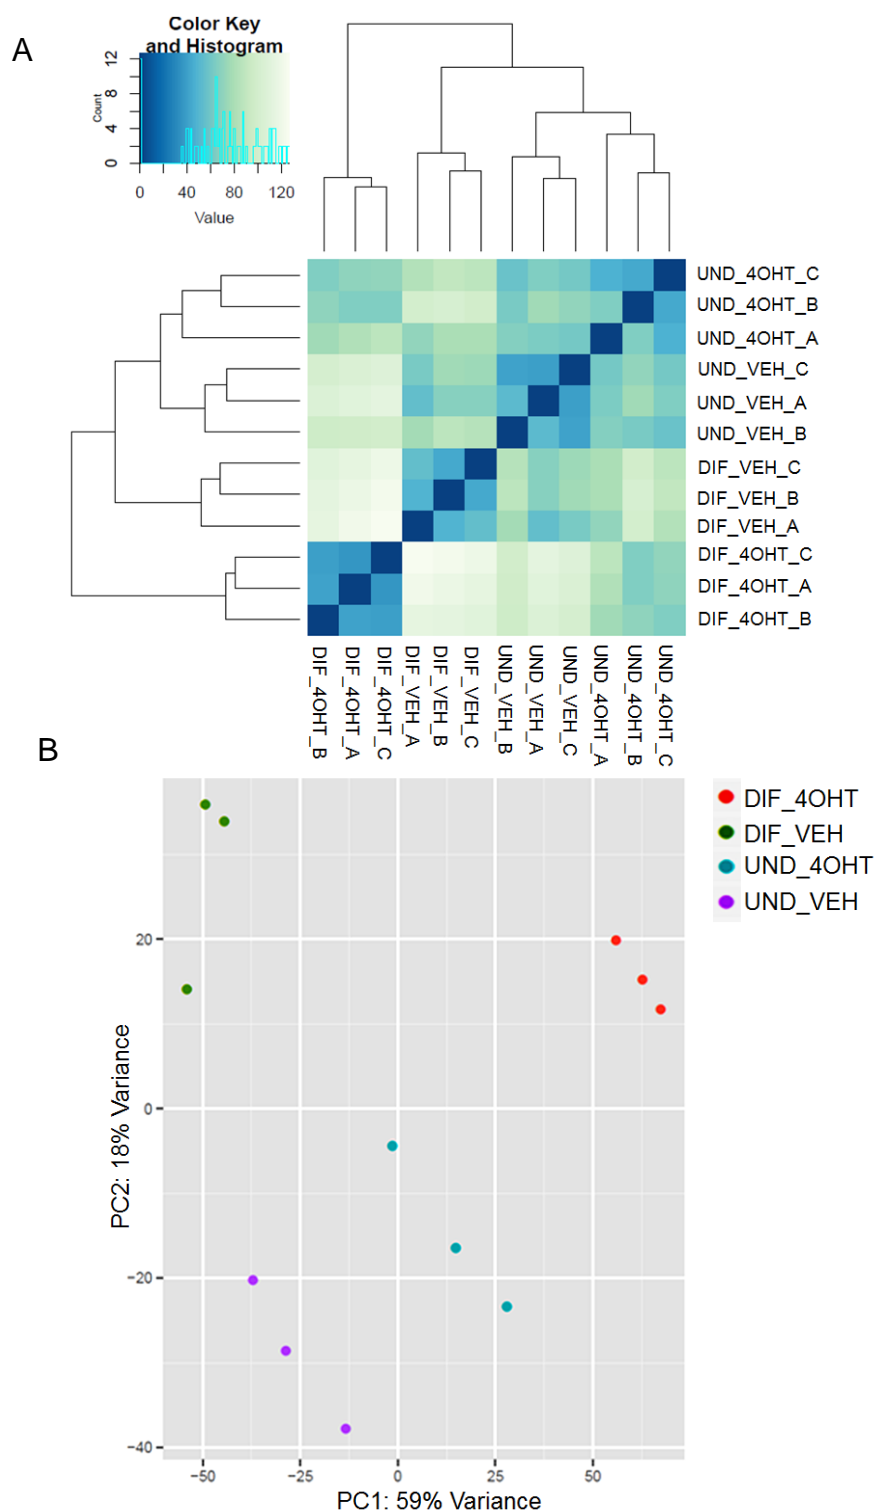 A
Color Key
and Histogram
12
8
4
0
Count
0 40 80 120
Value
UND_4OHT_C
UND_4OHT_B
UND_4OHT_A
UND_VEH_C
UND_VEH_A
UND_VEH_B
DIF_VEH_C
DIF_VEH_B
DIF_VEH_A
DIF_4OHT_C
DIF_4OHT_A
DIF_4OHT_B
DIF_4OHT_B
DIF_4OHT_A
DIF_4OHT_C
DIF_VEH_A
DIF_VEH_B
DIF_VEH_C
UND_VEH_B
UND_VEH_A
UND_VEH_C
UND_4OHT_A
UND_4OHT_B
UND_4OHT_C
B
DIF_4OHT
DIF_VEH
UND_4OHT
UND_VEH
20
0
−20
−40
PC2: 18% Variance
−50 −25 0 25 50
PC1: 59% Variance